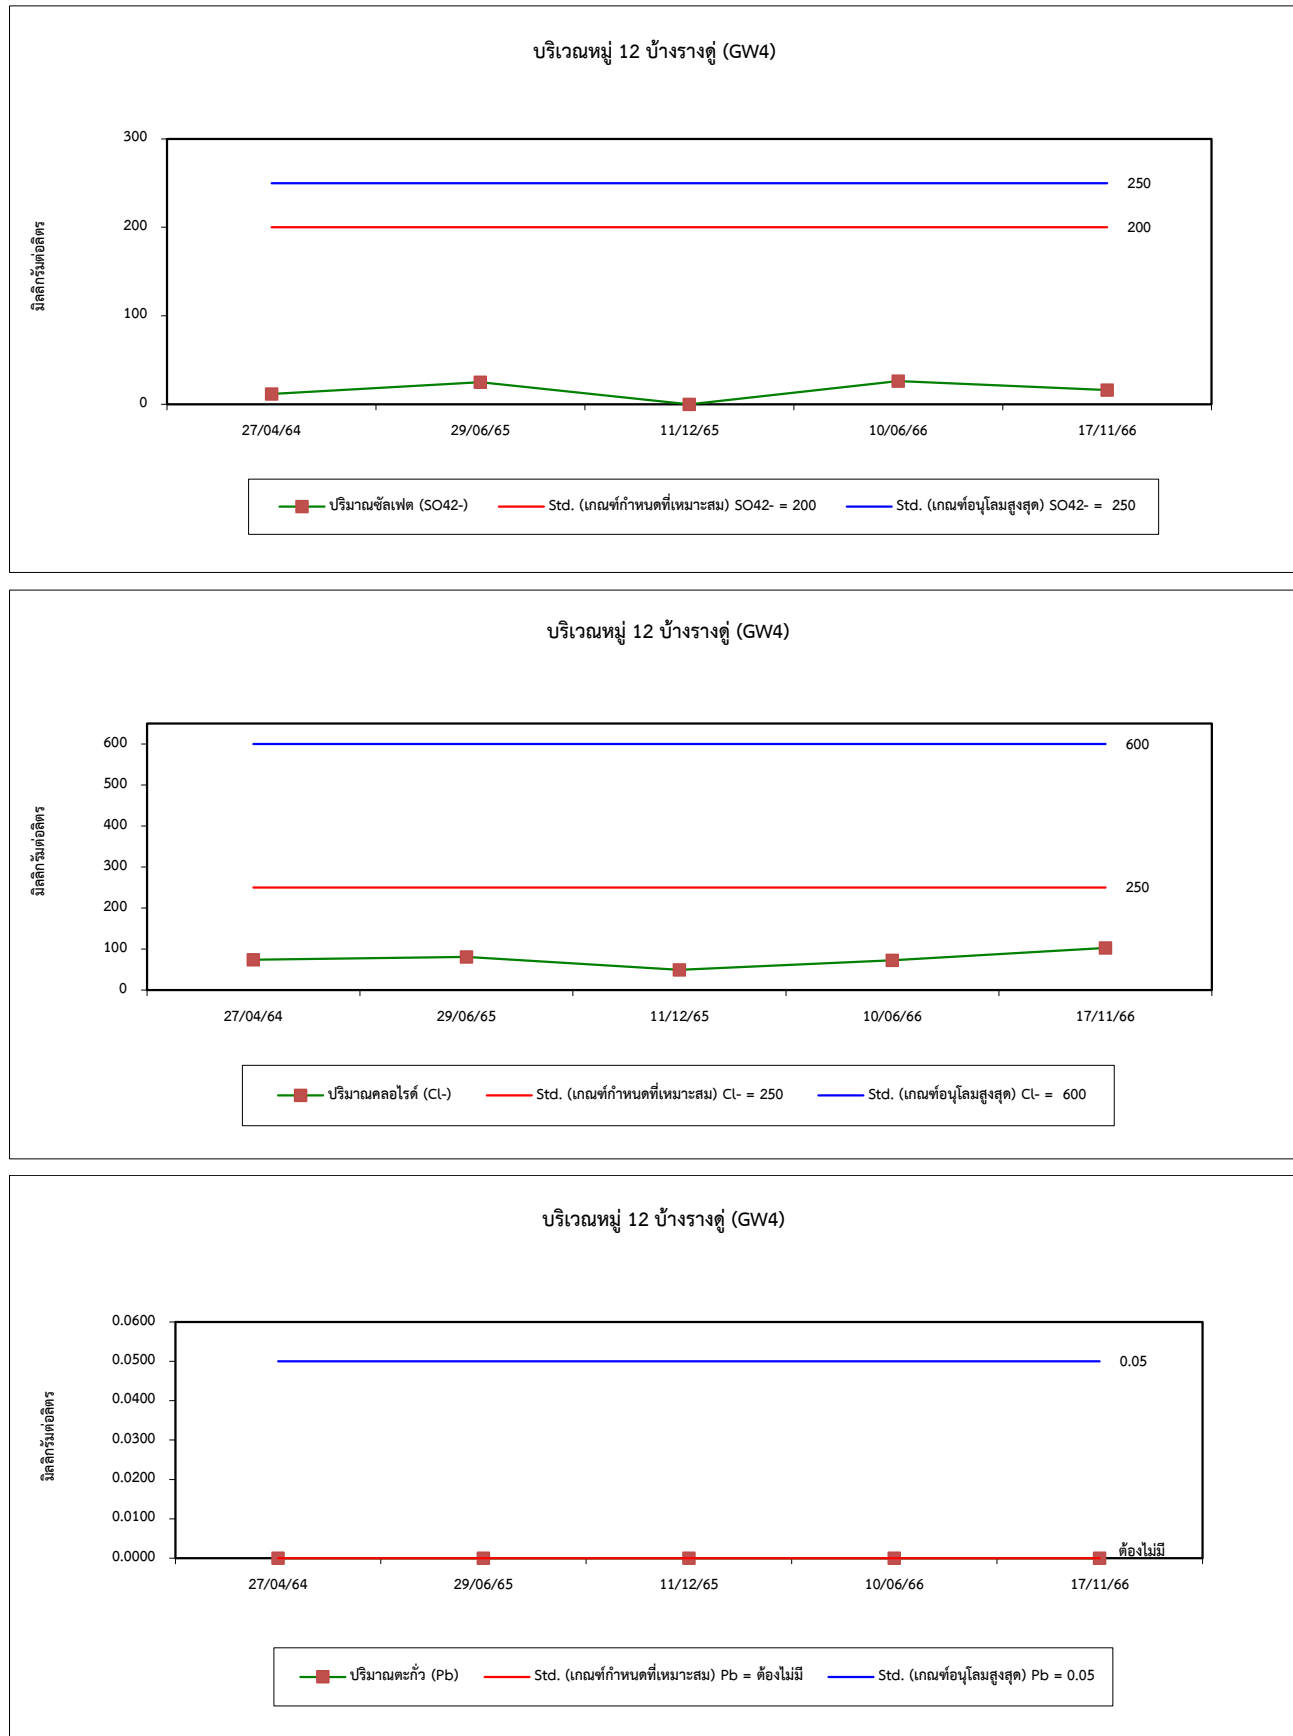 บริเวณหมู่ 12 บ้างรางดู่ (GW4)
มิลลิกรัมต่อลิตร
300
250
200
200
100
0
27/04/64 29/06/65 11/12/65 10/06/66 17/11/66
ปริมาณซัลเฟต (SO42-) Std. (เกณฑ์กำหนดที่เหมาะสม) SO42- = 200 Std. (เกณฑ์อนุโลมสูงสุด) SO42- = 250
บริเวณหมู่ 12 บ้างรางดู่ (GW4)
มิลลิกรัมต่อลิตร
600
600
500
400
300
250
200
100
0
27/04/64 29/06/65 11/12/65 10/06/66 17/11/66
ปริมาณคลอไรด์ (Cl-) Std. (เกณฑ์กำหนดที่เหมาะสม) Cl- = 250 Std. (เกณฑ์อนุโลมสูงสุด) Cl- = 600
บริเวณหมู่ 12 บ้างรางดู่ (GW4)
มิลลิกรัมต่อลิตร
0.0600
0.0500
0.05
0.0400
0.0300
0.0200
0.0100
0.0000
ต้องไม่มี
27/04/64 29/06/65 11/12/65 10/06/66 17/11/66
ปริมาณตะกั่ว (Pb) Std. (เกณฑ์กำหนดที่เหมาะสม) Pb = ต้องไม่มี Std. (เกณฑ์อนุโลมสูงสุด) Pb = 0.05